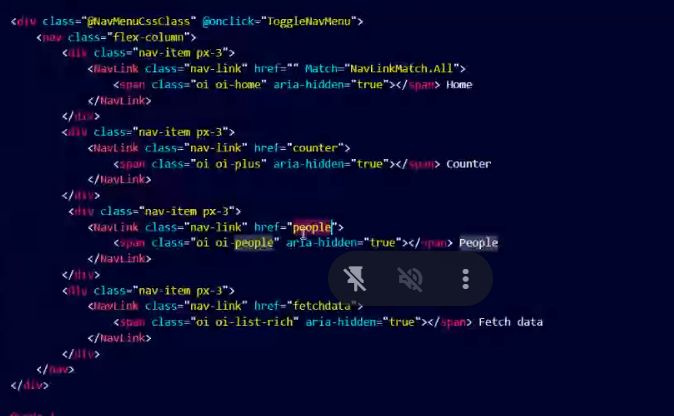 <div class="@NavMenuCssClass" @onclick="ToggleNavMenu">
<nav class="flex-column">
<div class="nav-item px-3">
<NavLink class="nav-link" href="" Match="NavLinkMatch.All">
<span class="oi oi-home" aria-hidden="true"></span> Home
</NavLink>
</div>
<div class="nav-item px-3">
<NavLink class="nav-link" href="counter">
<span class="oi oi-plus" aria-hidden="true"></span> Counter
</NavLink>
</div>
<div class="nav-item px-3">
<NavLink class="nav-link" href="people">
<span class="oi oi-people" aria-hidden="true"></span> People
</NavLink>
</div>
<div class="nav-item px-3">
<NavLink class="nav-link" href="fetchdata">
<span class="oi oi-list-rich" aria-hidden="true"></span> Fetch data
</NavLink>
</div>
</nav>
</div>